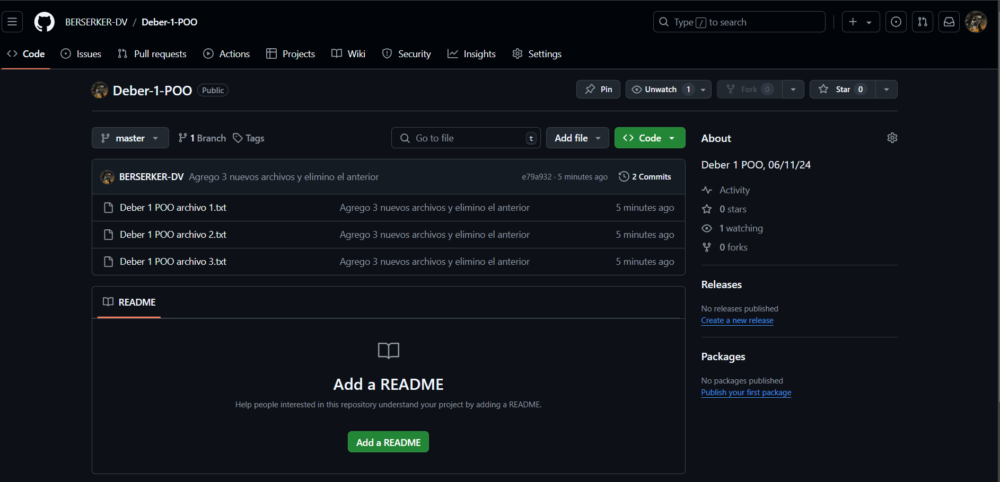 BERSERKER-DV / Deber-1-POO
Type / to search
Code Issues Pull requests Actions Projects Wiki Security Insights Settings
Deber-1-POO Public
Pin Unwatch 1 Fork 0 Star 0
master 1 Branch Tags Go to file t Add file Code
BERSERKER-DV Agrego 3 nuevos archivos y elimino el anterior e79a932 · 5 minutes ago 2 Commits
Deber 1 POO archivo 1.txt Agrego 3 nuevos archivos y elimino el anterior 5 minutes ago
Deber 1 POO archivo 2.txt Agrego 3 nuevos archivos y elimino el anterior 5 minutes ago
Deber 1 POO archivo 3.txt Agrego 3 nuevos archivos y elimino el anterior 5 minutes ago
README
Add a README
Help people interested in this repository understand your project by adding a README.
Add a README
About
Deber 1 POO, 06/11/24
Activity
0 stars
1 watching
0 forks
Releases
No releases published
Create a new release
Packages
No packages published
Publish your first package